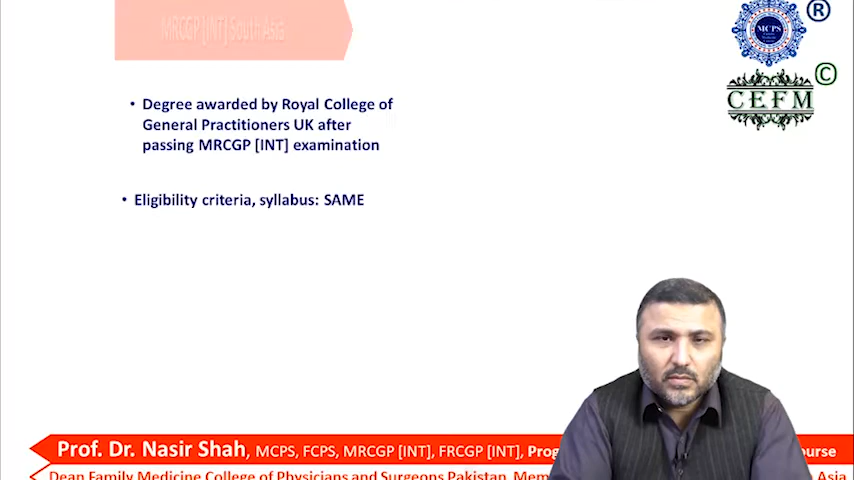 MRCGP [INT] South Asia
MCPS
®
CEFM
©
• Degree awarded by Royal College of
General Practitioners UK after
passing MRCGP [INT] examination
• Eligibility criteria, syllabus: SAME
Prof. Dr. Nasir Shah, MCPS, FCPS, MRCGP [INT], FRCGP [INT], Prog
ourse
Dean Family Medicine College of Physicians and Surgeons Pakistan, Mem
Asia